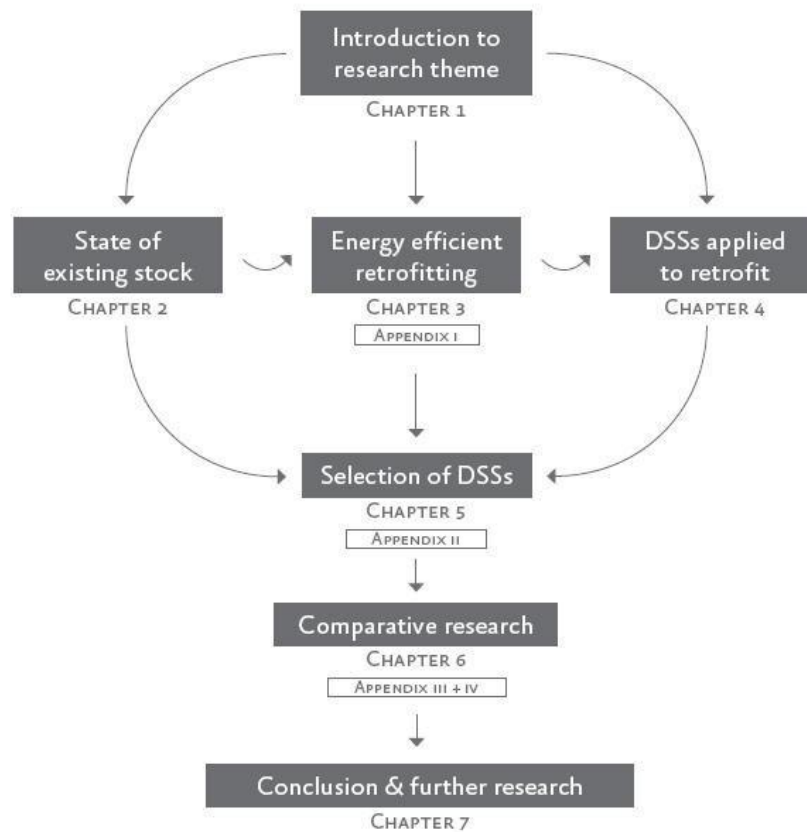 Introduction to
research theme
CHAPTER 1
State of
existing stock
CHAPTER 2
Energy efficient
retrofitting
CHAPTER 3
APPENDIX I
DSSs applied
to retrofit
CHAPTER 4
Selection of DSSs
CHAPTER 5
APPENDIX II
Comparative research
CHAPTER 6
APPENDIX III + IV
Conclusion & further research
CHAPTER 7